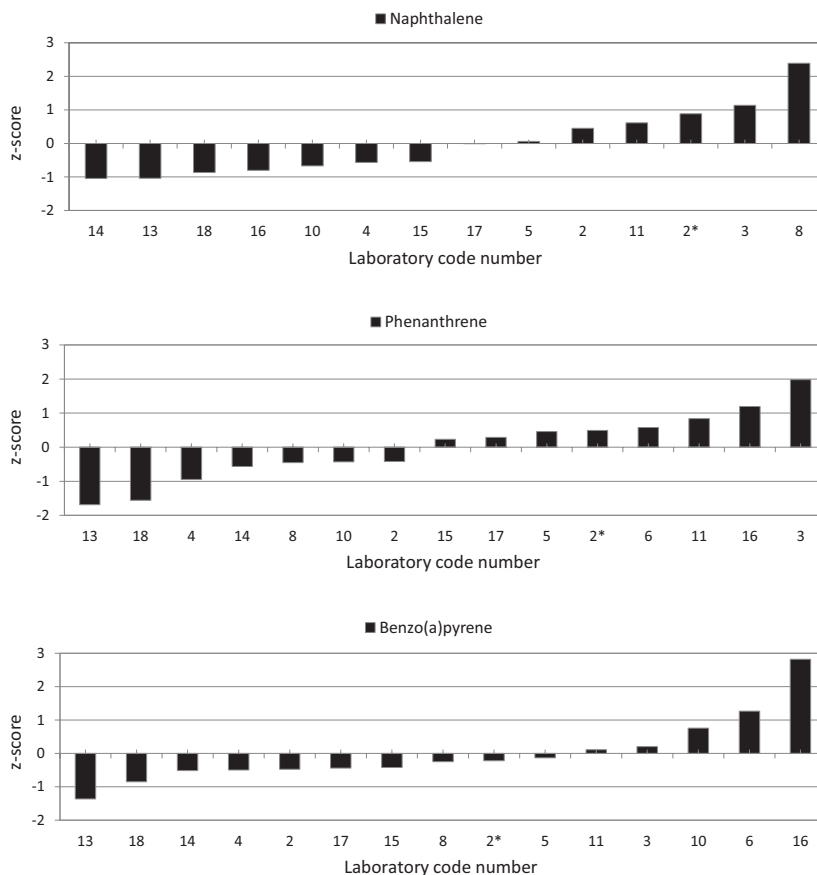 Naphthalene
3
2
1
0
-1
-2
z-score
14 13 18 16 10 4 15 17 5 2 11 2* 3 8
Laboratory code number
Phenanthrene
3
2
1
0
-1
-2
z-score
13 18 4 14 8 10 2 15 17 5 2* 6 11 16 3
Laboratory code number
Benzo(a)pyrene
3
2
1
0
-1
-2
z-score
13 18 14 4 2 17 15 8 2* 5 11 3 10 6 16
Laboratory code number